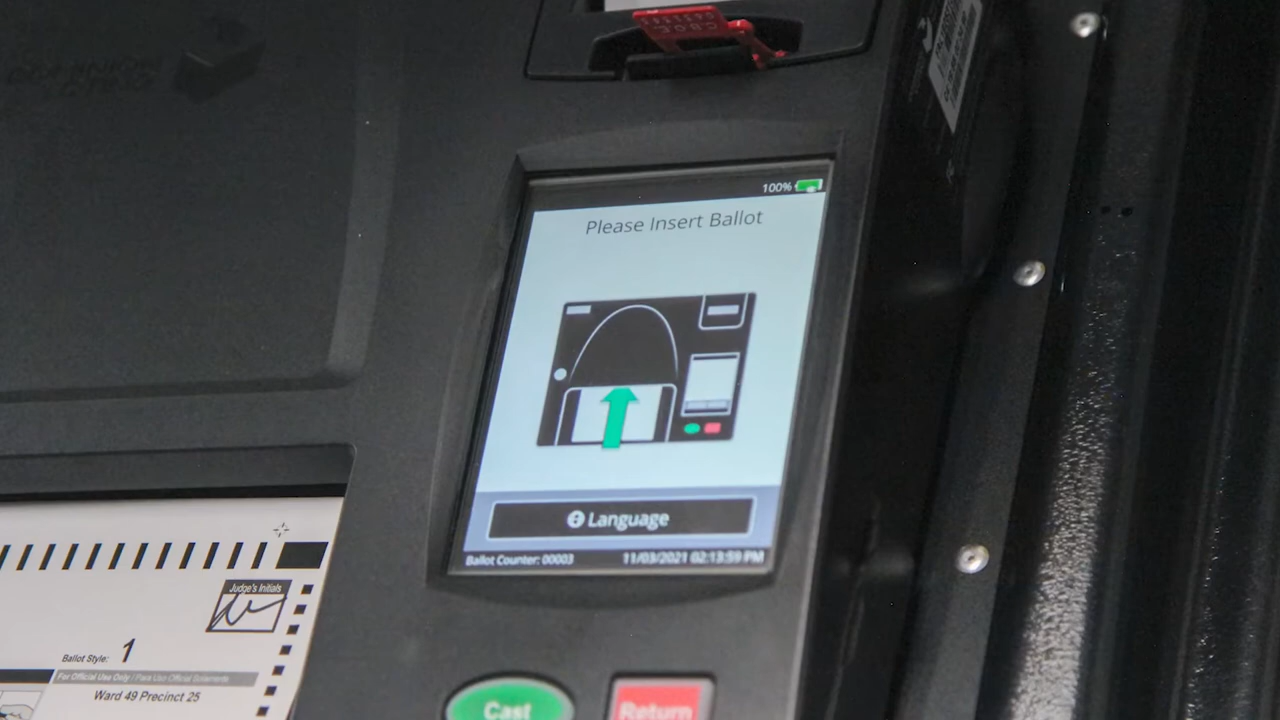 100%
Please Insert Ballot
Language
Ballot Counter: 00003
11/03/2021 02:13:59 PM
Judge's Initials
Ballot Style: 1
For Official Use Only / Para Uso Official Solamente
Ward 49 Precinct 25
Cast
Return